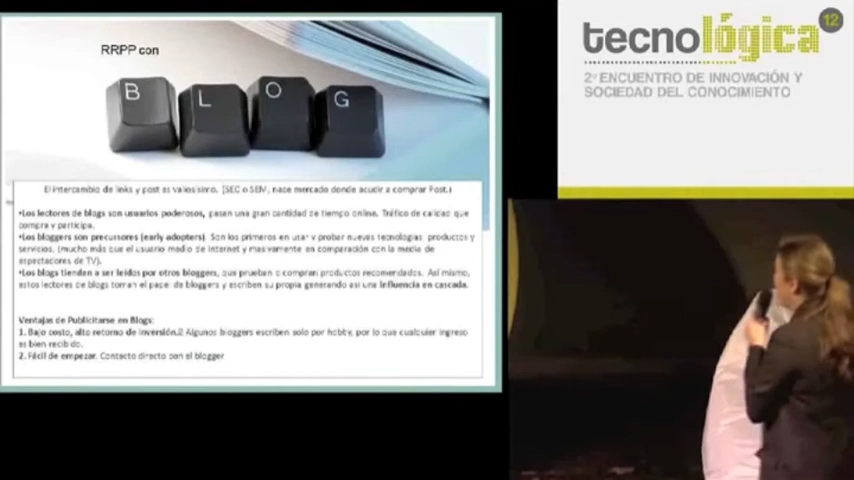 RRPP con
B L O G
El intercambio de links y post es valiosísimo. (SEO o SEM, nace mercado donde acudir a comprar Post.)
•Los lectores de blogs son usuarios poderosos, pasan una gran cantidad de tiempo online. Tráfico de calidad que
compra y participa.
•Los bloggers son precursores (early adopters). Son los primeros en usar y probar nuevas tecnologías productos y
servicios. (mucho más que el usuario medio de Internet y masivamente en comparación con la media de
espectadores de TV).
•Los blogs tienden a ser leídos por otros bloggers, que prueban o compran productos recomendados. Así mismo,
estos lectores de blogs toman el papel de bloggers y escriben su propia generando así una influencia en cascada.
Ventajas de Publicitarse en Blogs:
1. Bajo costo, alto retorno de inversión. Algunos bloggers escriben solo por hobby, por lo que cualquier ingreso
es bien recibido.
2. Fácil de empezar. Contacto directo con el blogger
tecnológica 12
2º ENCUENTRO DE INNOVACIÓN Y
SOCIEDAD DEL CONOCIMIENTO